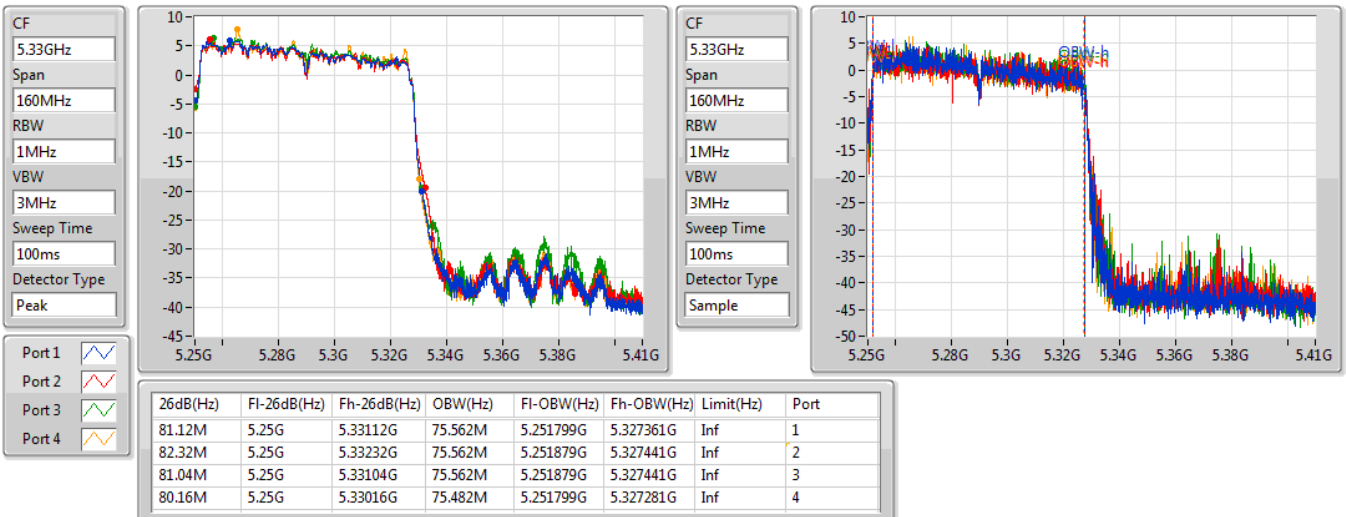 CF
5.33GHz
Span
160MHz
RBW
1MHz
VBW
3MHz
Sweep Time
100ms
Detector Type
Peak
10
5
0
-5
-10
-15
-20
-25
-30
-35
-40
-45
5.25G 5.28G 5.3G 5.32G 5.34G 5.36G 5.38G 5.41G
CF
5.33GHz
Span
160MHz
RBW
1MHz
VBW
3MHz
Sweep Time
100ms
Detector Type
Sample
10
5
0
-5
-10
-15
-20
-25
-30
-35
-40
-45
-50
OBW-h
5.25G 5.28G 5.3G 5.32G 5.34G 5.36G 5.38G 5.41G
Port 1
Port 2
Port 3
Port 4
26dB(Hz) Fl-26dB(Hz) Fh-26dB(Hz) OBW(Hz) Fl-OBW(Hz) Fh-OBW(Hz) Limit(Hz) Port
81.12M 5.25G 5.33112G 75.562M 5.251799G 5.327361G Inf 1
82.32M 5.25G 5.33232G 75.562M 5.251879G 5.327441G Inf 2
81.04M 5.25G 5.33104G 75.562M 5.251879G 5.327441G Inf 3
80.16M 5.25G 5.33016G 75.482M 5.251799G 5.327281G Inf 4